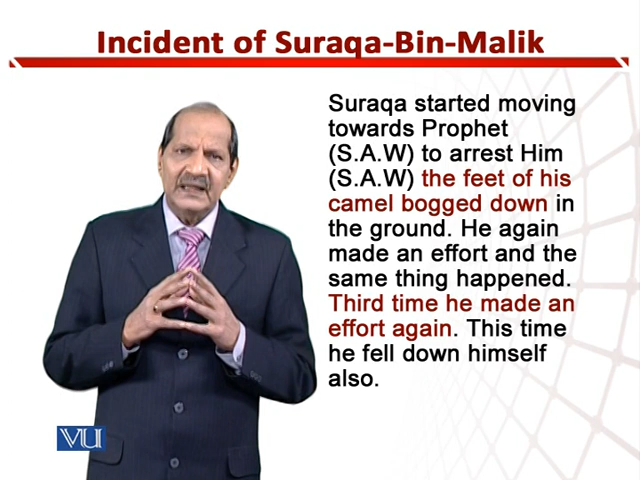 Incident of Suraqa-Bin-Malik
Suraqa started moving
towards Prophet
(S.A.W) to arrest Him
(S.A.W) the feet of his
camel bogged down in
the ground. He again
made an effort and the
same thing happened.
Third time he made an
effort again. This time
he fell down himself
also.
VU